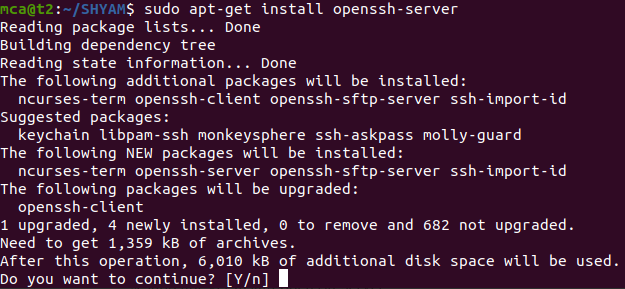 mca@t2:~/SHYAM$ sudo apt-get install openssh-server
Reading package lists... Done
Building dependency tree
Reading state information... Done
The following additional packages will be installed:
  ncurses-term openssh-client openssh-sftp-server ssh-import-id
Suggested packages:
  keychain libpam-ssh monkeysphere ssh-askpass molly-guard
The following NEW packages will be installed:
  ncurses-term openssh-server openssh-sftp-server ssh-import-id
The following packages will be upgraded:
  openssh-client
1 upgraded, 4 newly installed, 0 to remove and 682 not upgraded.
Need to get 1,359 kB of archives.
After this operation, 6,010 kB of additional disk space will be used.
Do you want to continue? [Y/n]